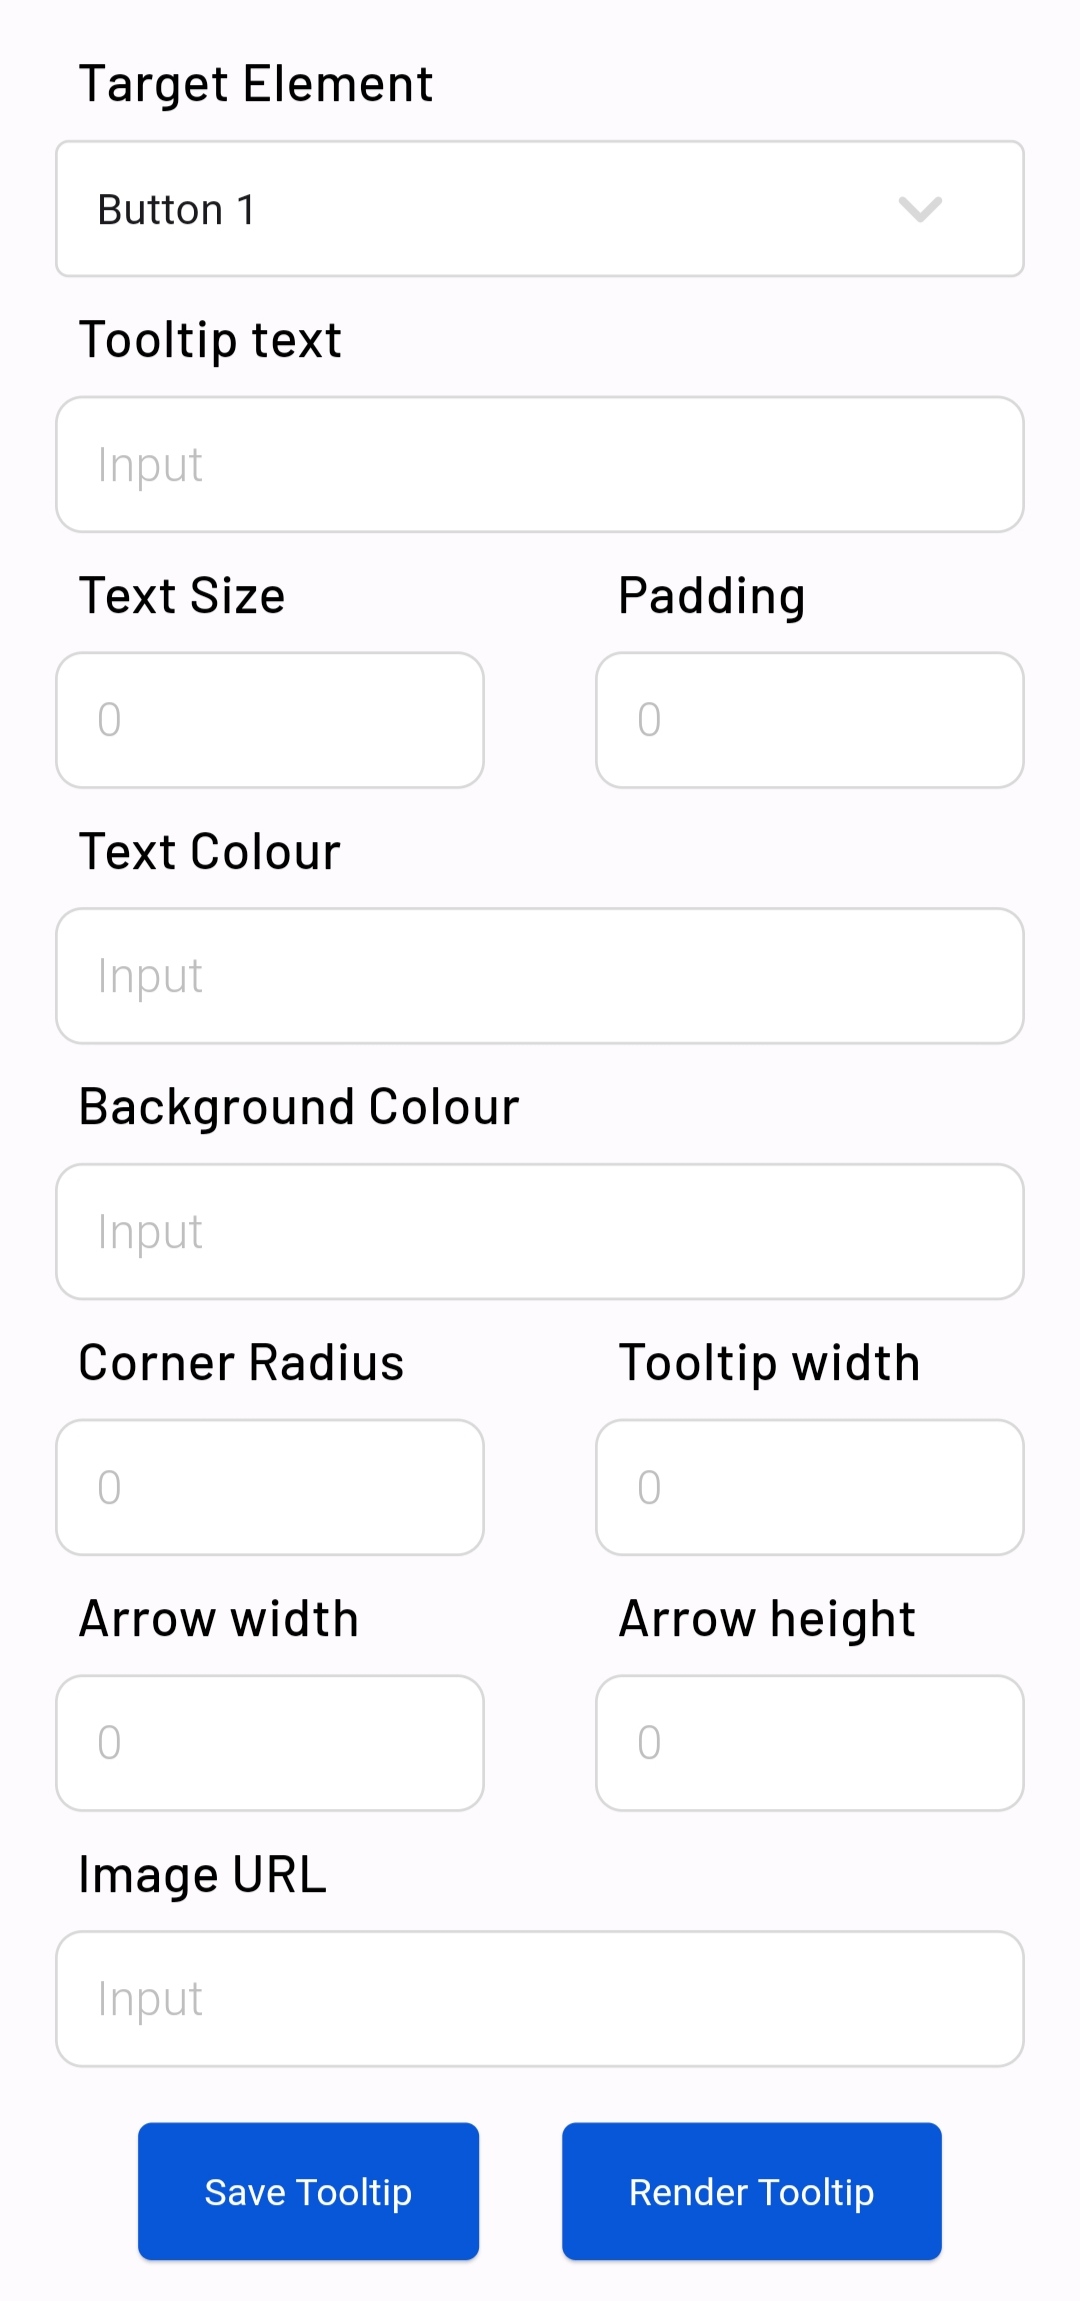 Target Element
Button 1
Tooltip text
Input
Text Size
Padding
0
0
Text Colour
Input
Background Colour
Input
Corner Radius
Tooltip width
0
0
Arrow width
Arrow height
0
0
Image URL
Input
Save Tooltip
Render Tooltip